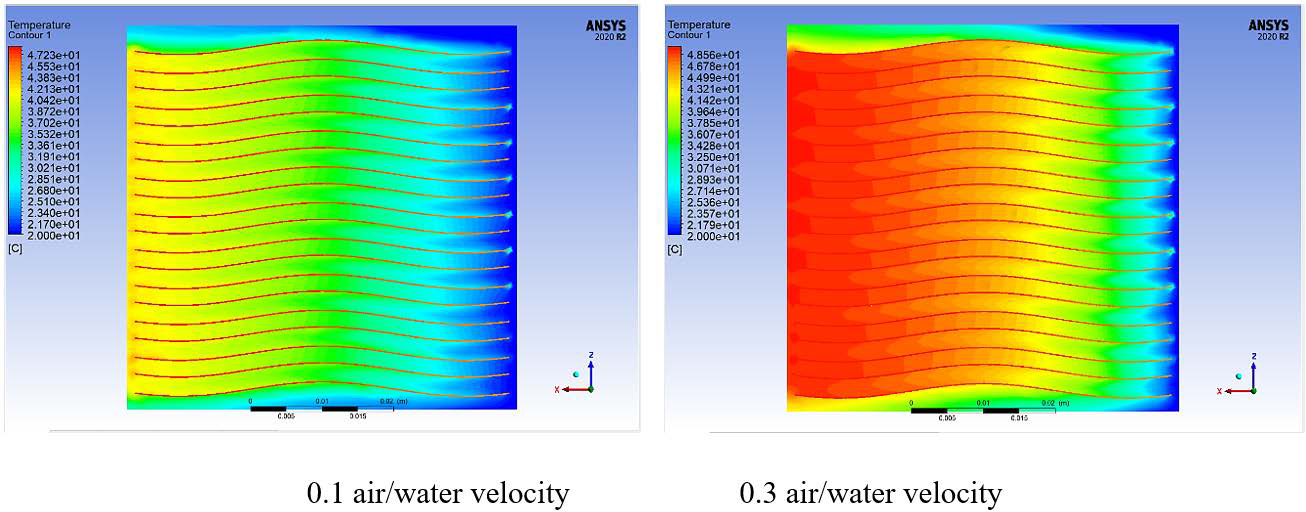 Temperature
Contour 1
4.723e+01
4.553e+01
4.383e+01
4.213e+01
4.042e+01
3.872e+01
3.702e+01
3.532e+01
3.361e+01
3.191e+01
3.021e+01
2.851e+01
2.680e+01
2.510e+01
2.340e+01
2.170e+01
2.000e+01
[C]
ANSYS
2020 R2
Z
X
0 0.01 0.02 (m)
0.005 0.015
Temperature
Contour 1
4.856e+01
4.678e+01
4.499e+01
4.321e+01
4.142e+01
3.964e+01
3.785e+01
3.607e+01
3.428e+01
3.250e+01
3.071e+01
2.893e+01
2.714e+01
2.536e+01
2.357e+01
2.179e+01
2.000e+01
[C]
ANSYS
2020 R2
Z
X
0 0.01 0.02 (m)
0.005 0.015
0.1 air/water velocity
0.3 air/water velocity